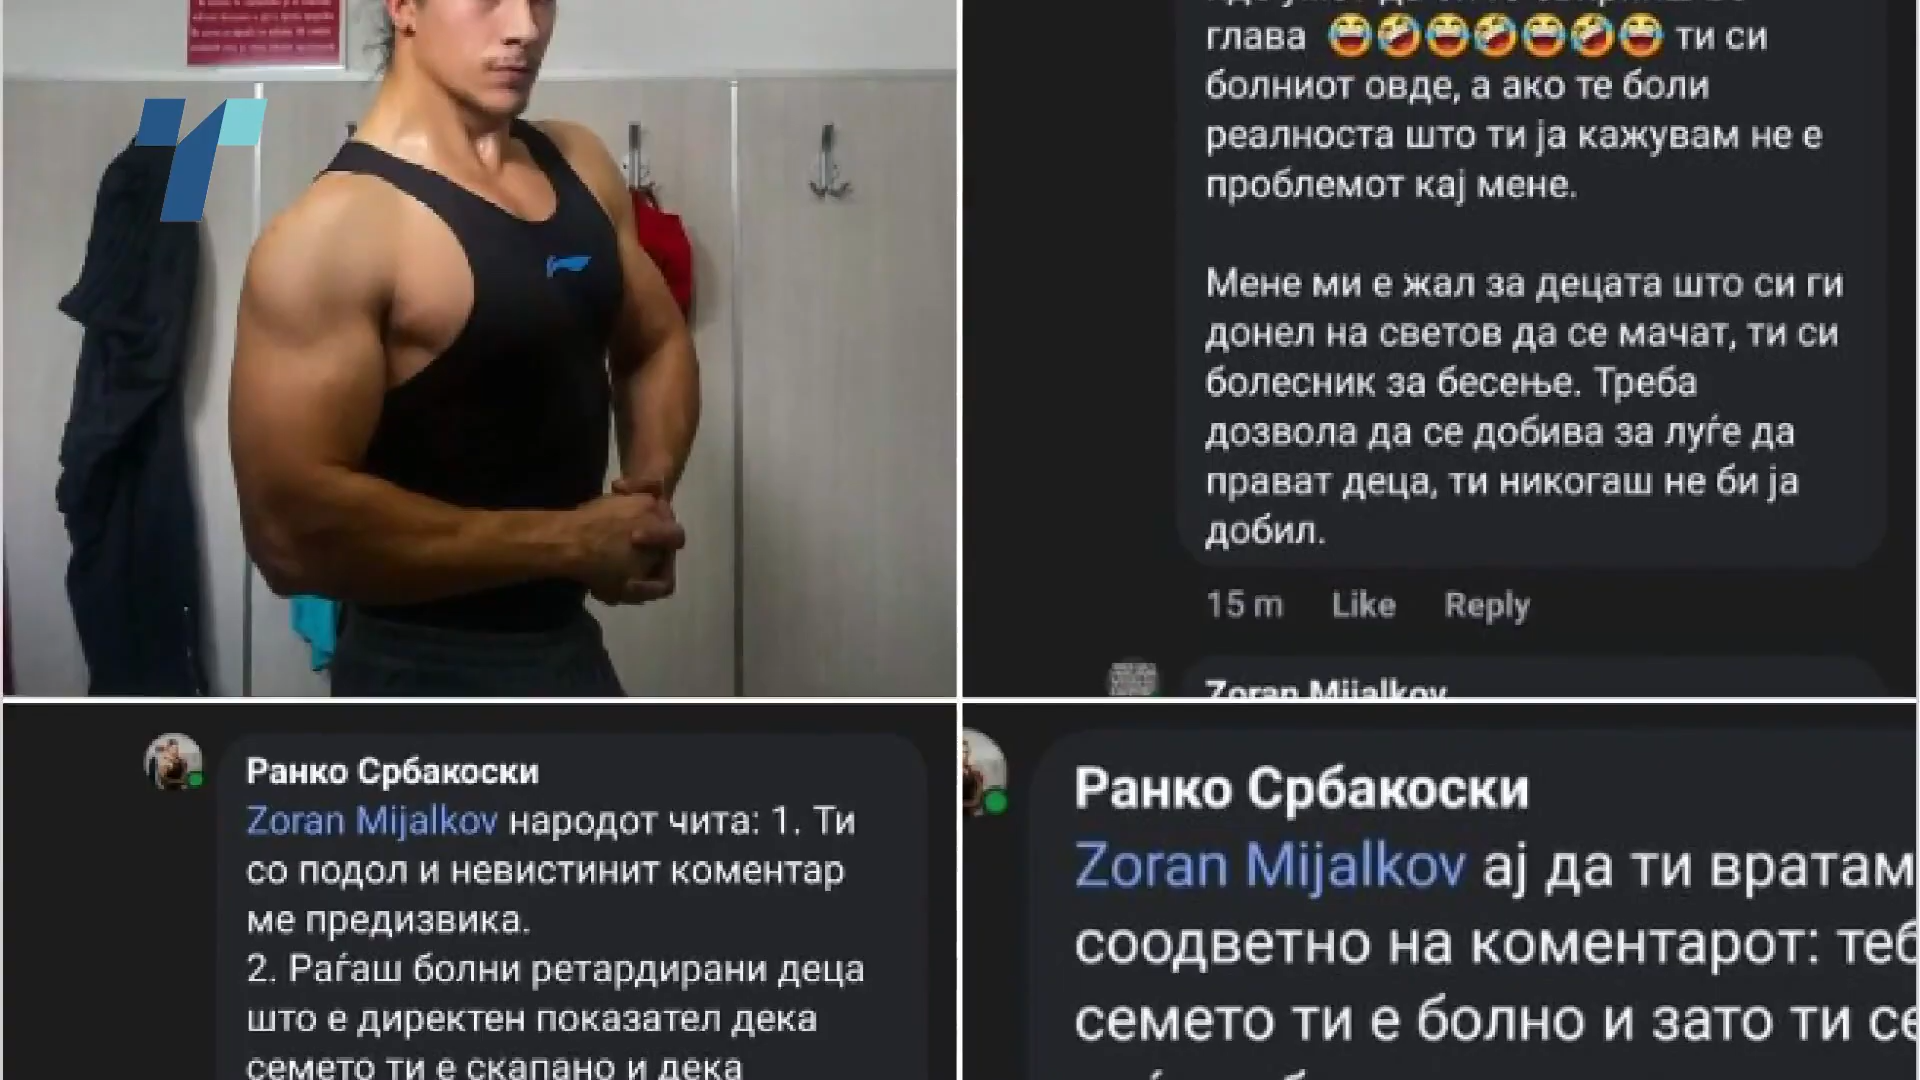 глава 😂🤣😂🤣😂🤣😂 ти си
болниот овде, а ако те боли
реалноста што ти ја кажувам не е
проблемот кај мене.
Мене ми е жал за децата што си ги
донел на светов да се мачат, ти си
болесник за бесење. Треба
дозвола да се добива за луѓе да
прават деца, ти никогаш не би ја
добил.
15 m Like Reply
Zoran Mijalkov
Ранко Србакоски
Zoran Mijalkov народот чита: 1. Ти
со подол и невистинит коментар
ме предизвика.
2. Раѓаш болни ретардирани деца
што е директен показател дека
семето ти е скапано и дека
Ранко Србакоски
Zoran Mijalkov ај да ти вратам
соодветно на коментарот: теб
семето ти е болно и зато ти се